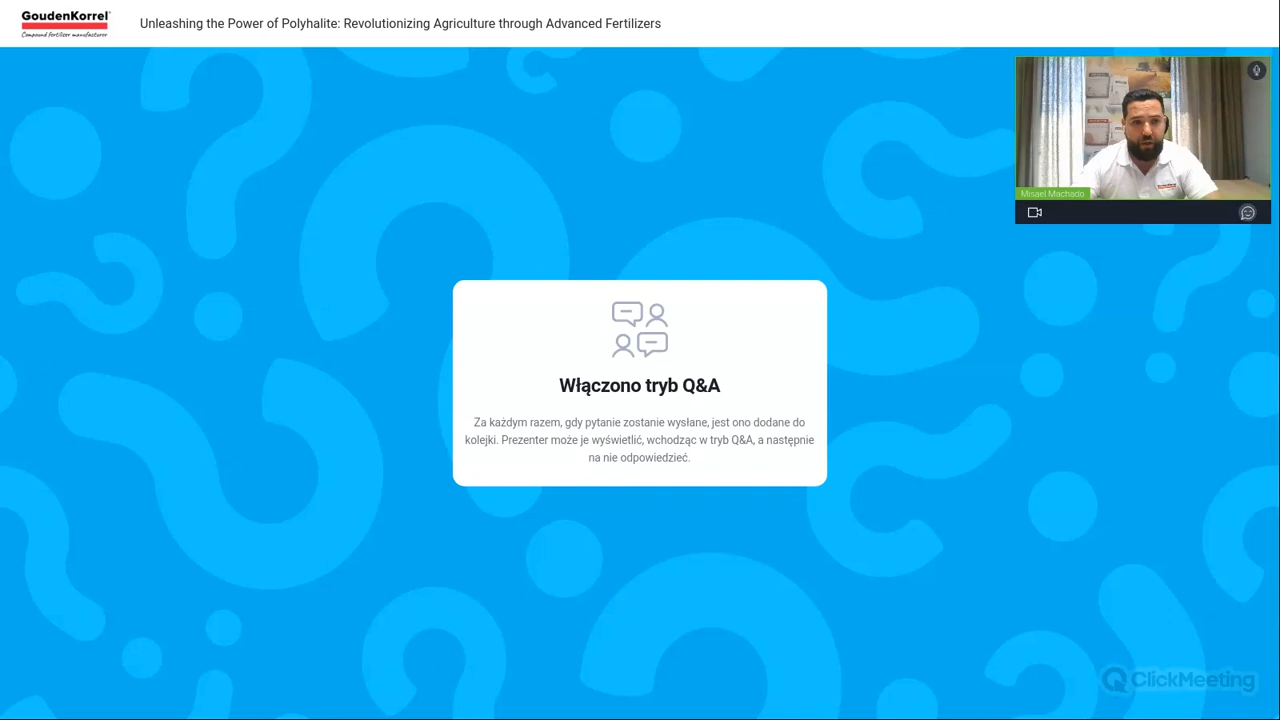 GoudenKorrel
Compound fertilizer manufacturer
Unleashing the Power of Polyhalite: Revolutionizing Agriculture through Advanced Fertilizers
Misael Machado
Włączono tryb Q&A
Za każdym razem, gdy pytanie zostanie wysłane, jest ono dodane do
kolejki. Prezenter może je wyświetlić, wchodząc w tryb Q&A, a następnie
na nie odpowiedzieć.
ClickMeeting